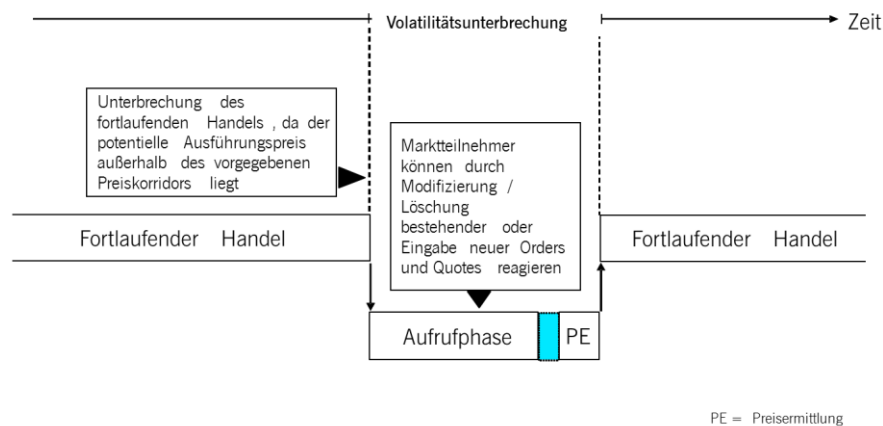 Volatilitätsunterbrechung
Zeit
Unterbrechung des
fortlaufenden Handels , da der
potentielle Ausführungspreis
außerhalb des vorgegebenen
Preiskorridors liegt
Marktteilnehmer
können durch
Modifizierung /
Löschung
bestehender oder
Eingabe neuer Orders
und Quotes reagieren
Fortlaufender Handel
Fortlaufender Handel
Aufrufphase
PE
PE = Preisermittlung